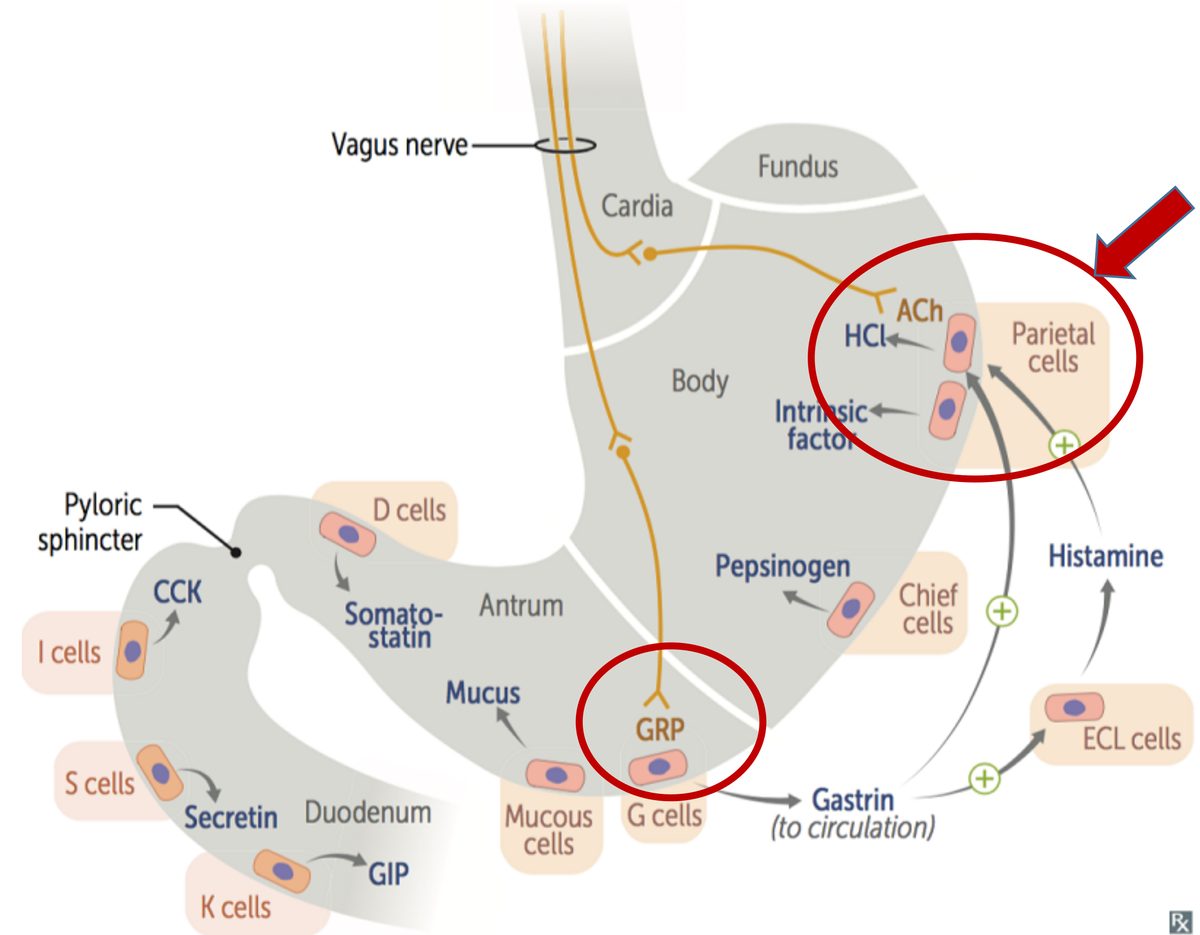 Vagus nerve
Fundus
Cardia
ACh
HCl
Parietal
cells
Body
Intrinsic
factor
Pyloric
sphincter
D cells
CCK
Somato-
statin
Antrum
Pepsinogen
Histamine
Chief
cells
I cells
Mucus
GRP
ECL cells
S cells
Secretin
Duodenum
Mucous
cells
G cells
Gastrin
(to circulation)
GIP
K cells
Rx